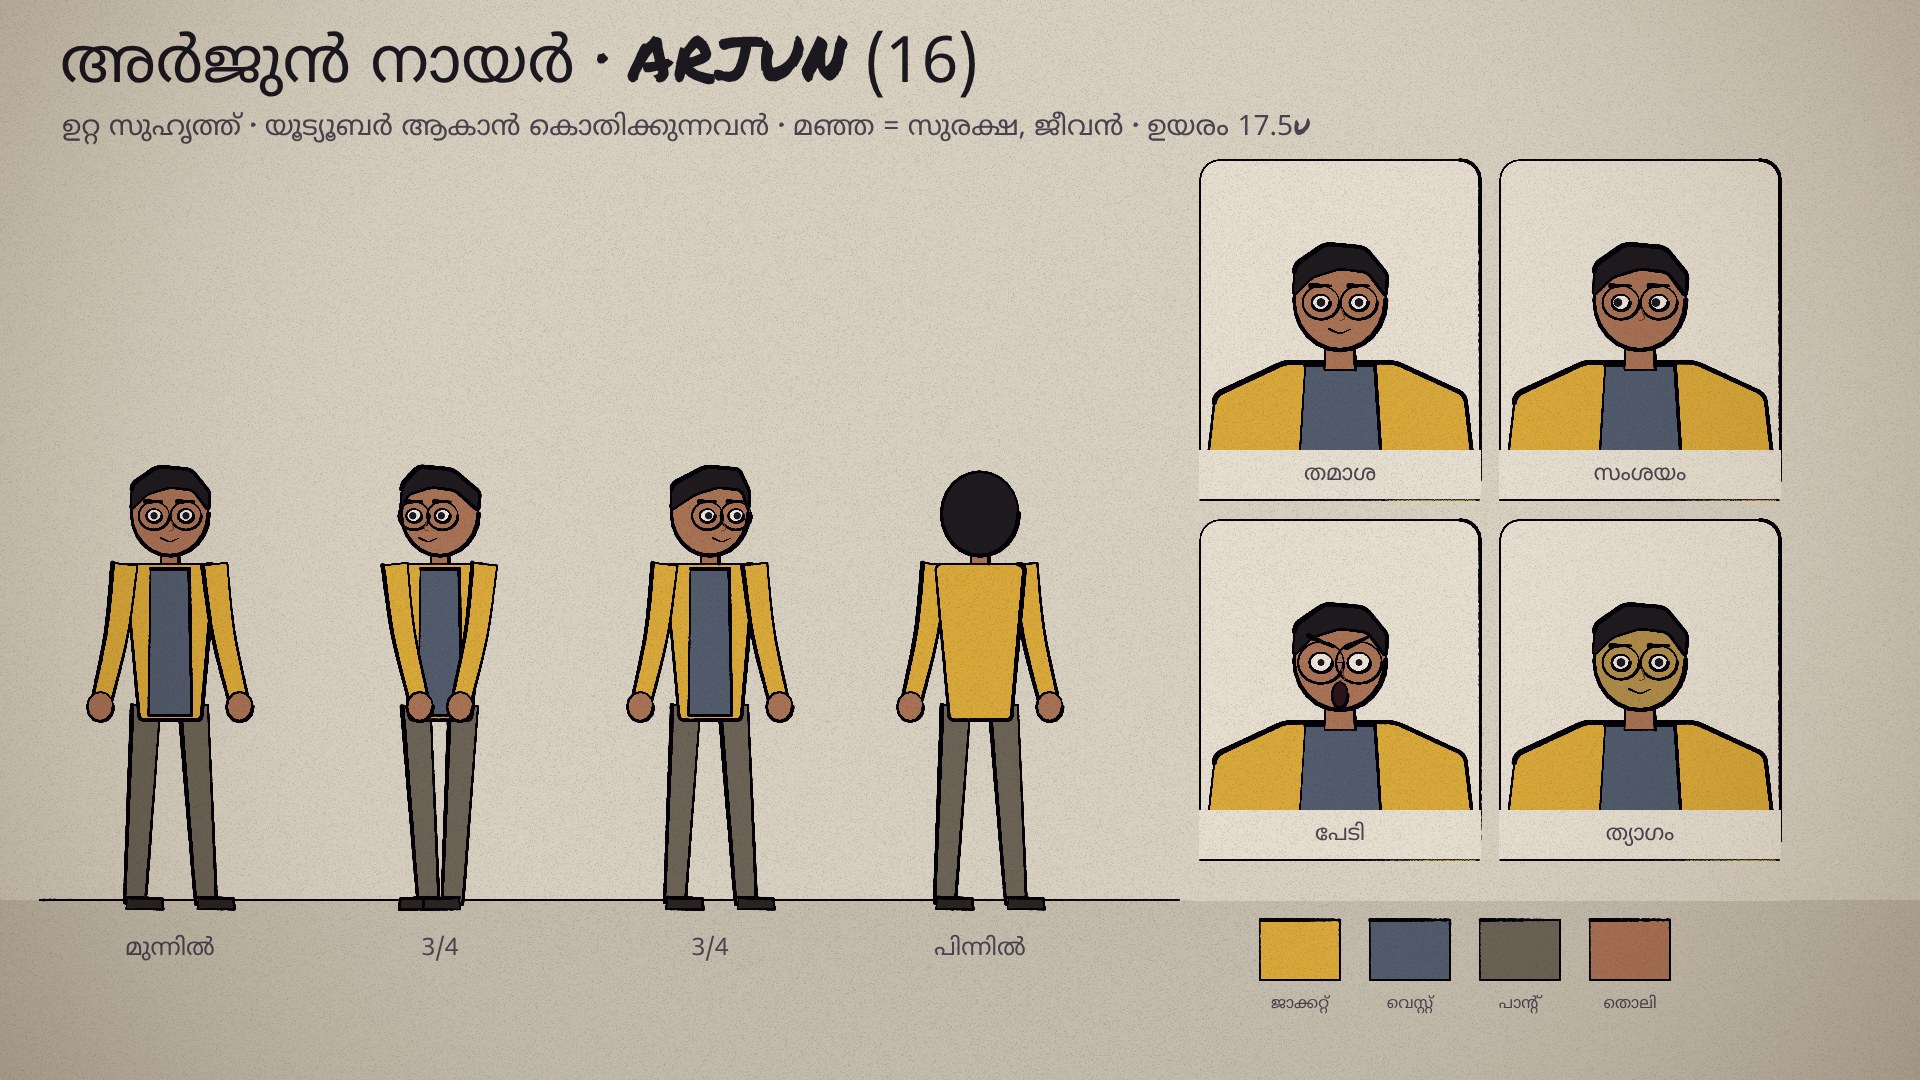 അർജുൻ നായർ · ARJUN (16)
ഉറ്റ സുഹൃത്ത് · യൂട്യൂബർ ആകാൻ കൊതിക്കുന്നവൻ · മഞ്ഞ = സുരക്ഷ, ജീവൻ · ഉയരം 17.5υ
തമാശ
സംശയം
പേടി
ത്യാഗം
മുന്നിൽ
3/4
3/4
പിന്നിൽ
ജാക്കറ്റ്
വെസ്റ്റ്
പാന്റ്
തൊലി